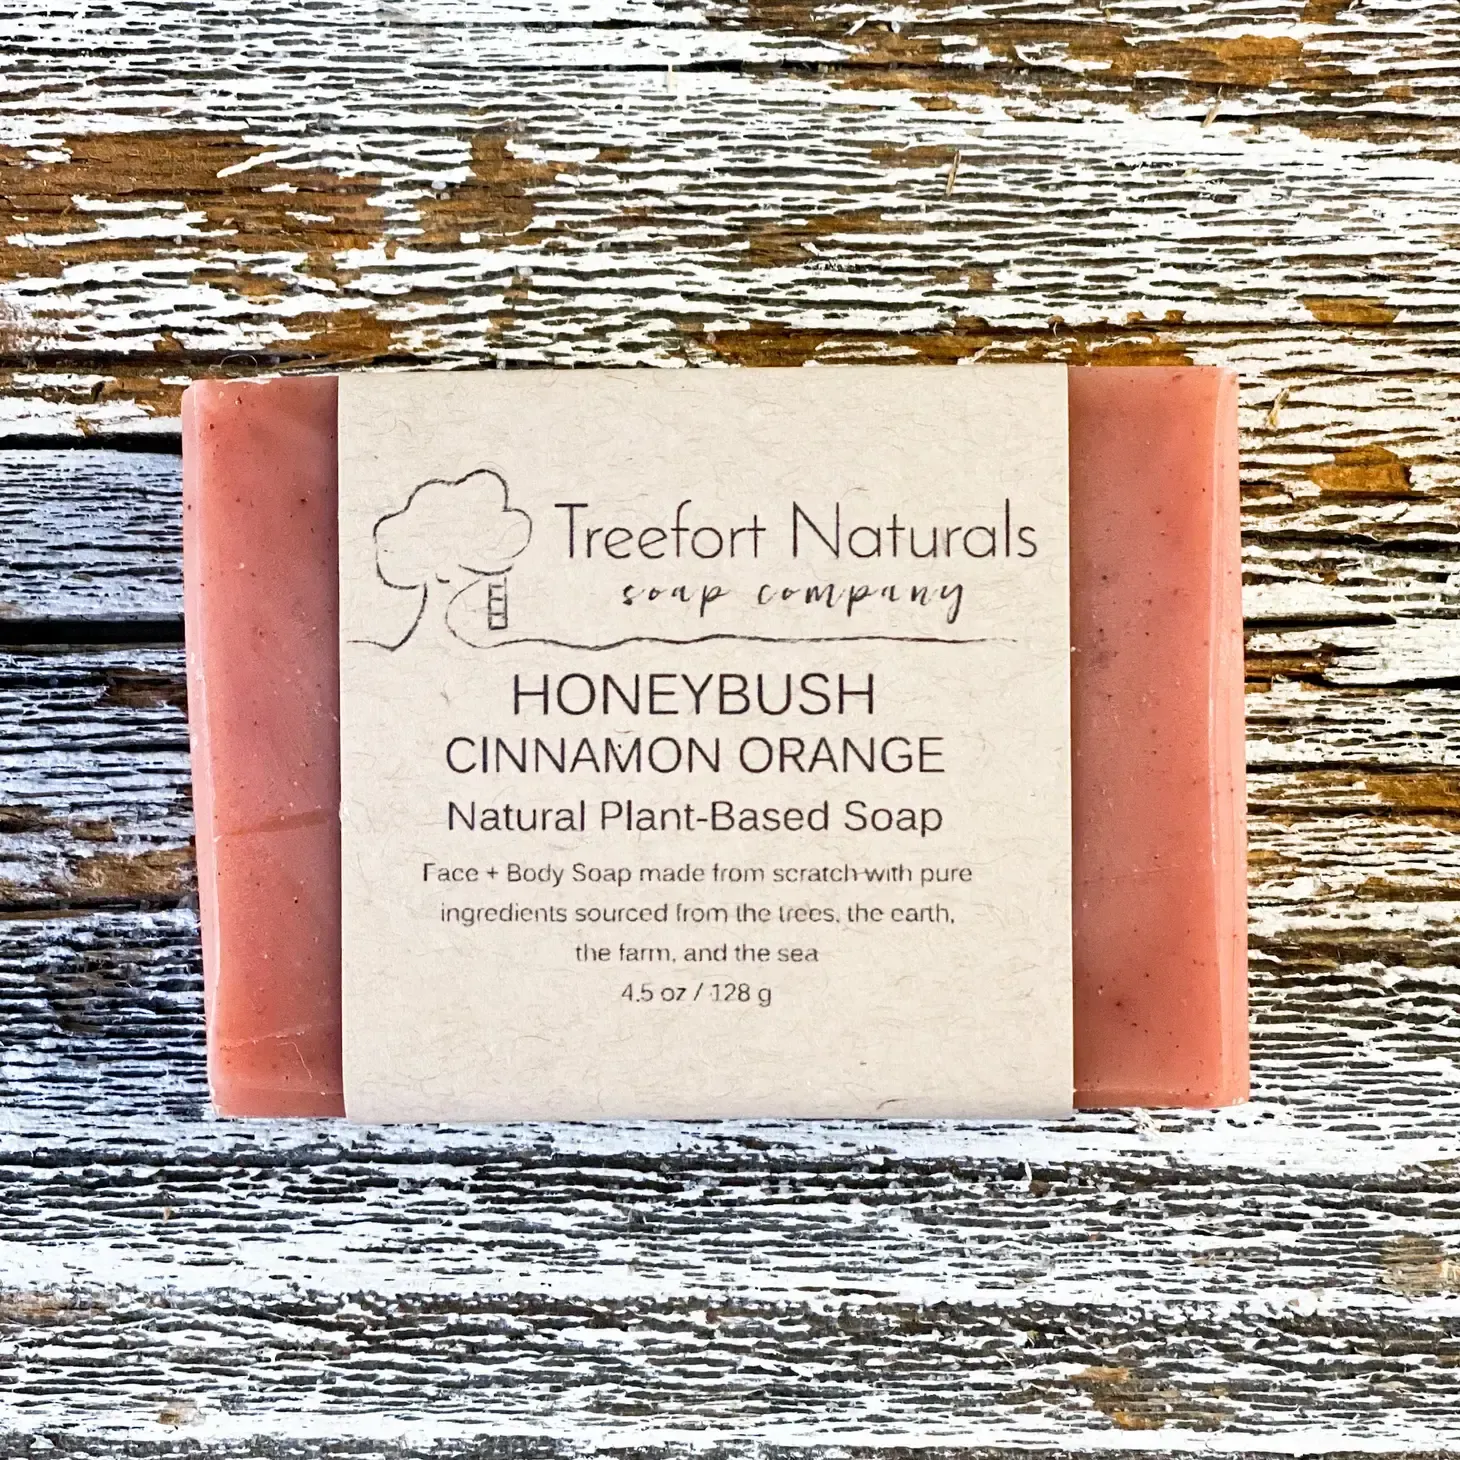 Treefort Naturals
soap company
HONEYBUSH
CINNAMON ORANGE
Natural Plant-Based Soap
Face + Body Soap made from scratch with pure
ingredients sourced from the trees, the earth,
the farm, and the sea
4.5 oz / 128 g